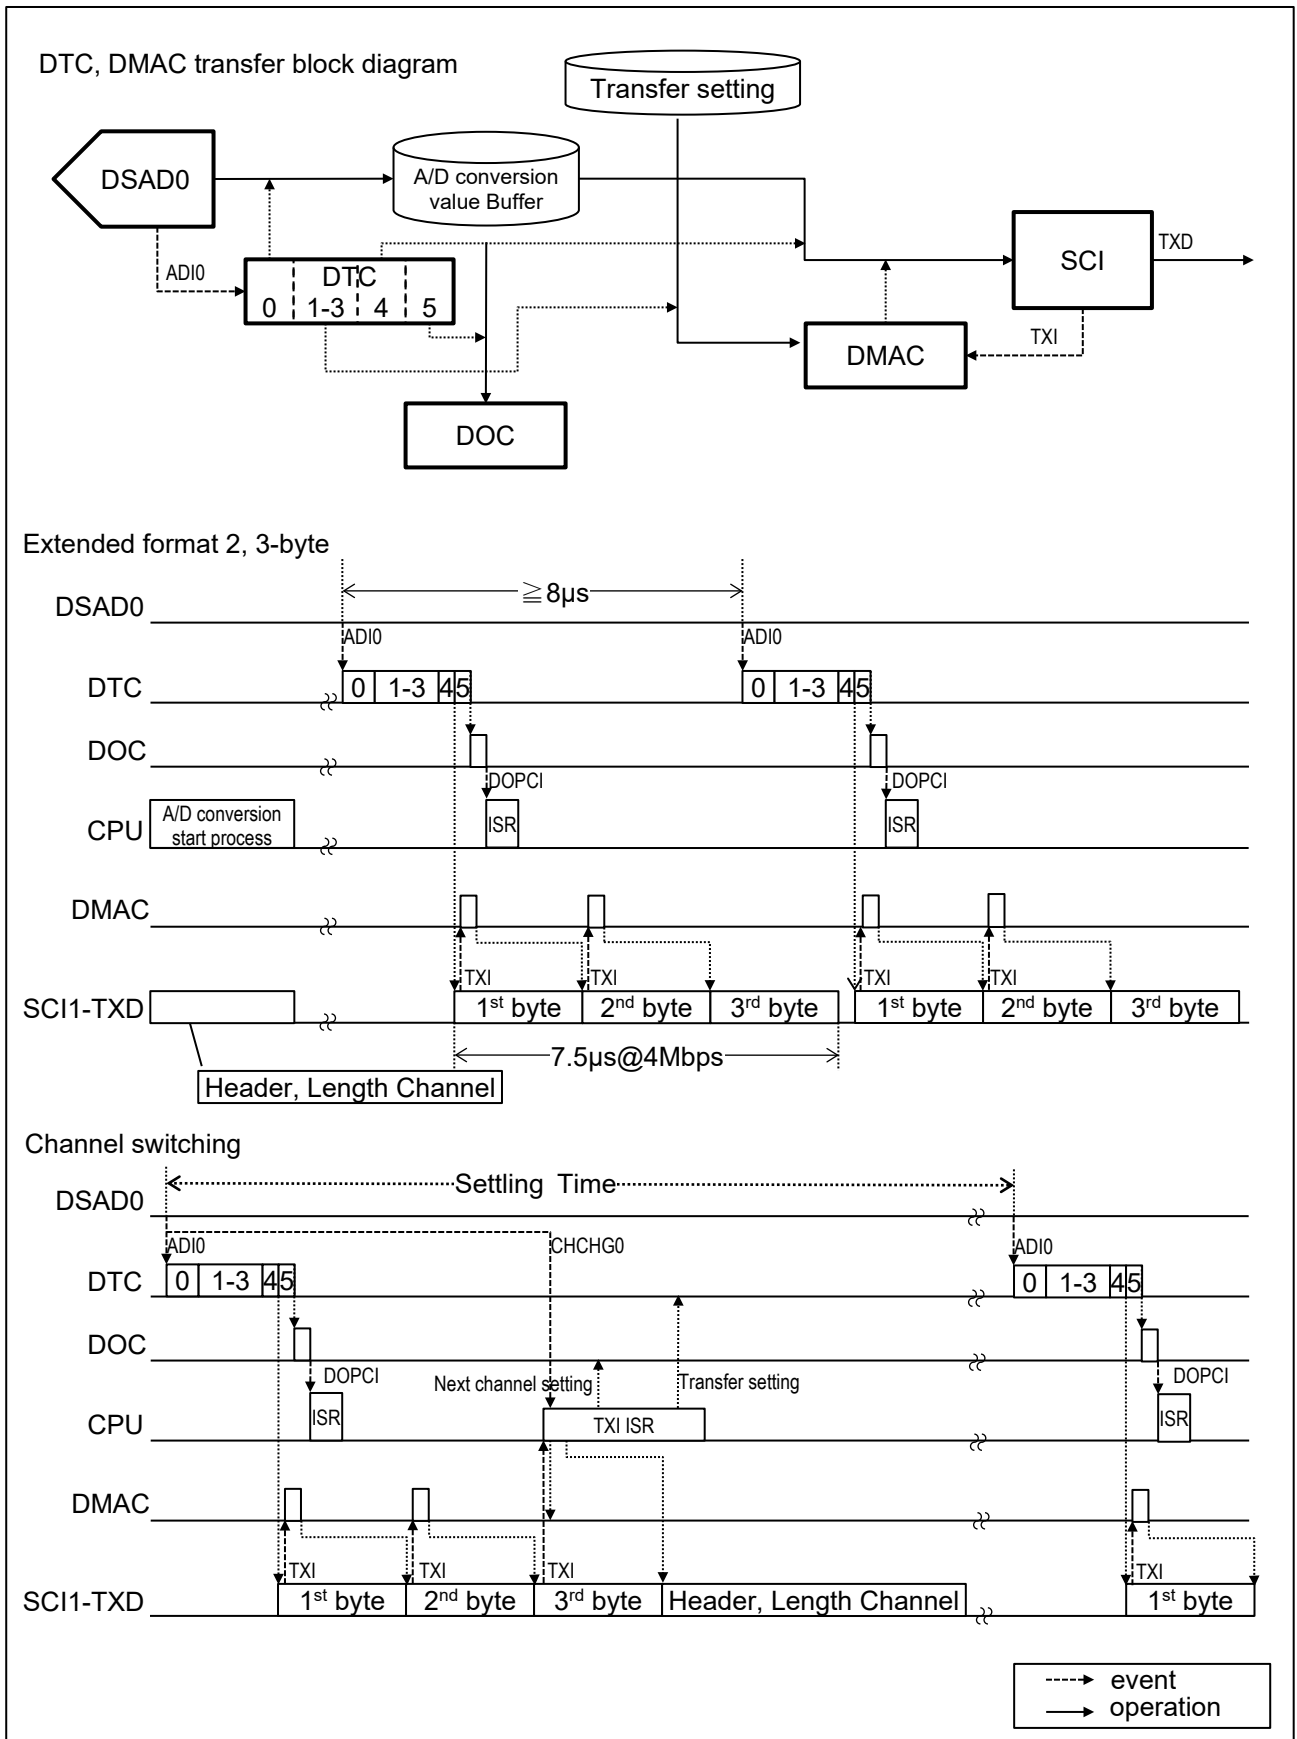 DTC, DMAC transfer block diagram
Transfer setting
DSAD0
A/D conversion
value Buffer
ADI0
DTC
0 1-3 4 5
SCI
TXD
TXI
DMAC
DOC
Extended format 2, 3-byte
≧8μs
DSAD0
ADI0 ADI0
DTC 0 1-3 4 5 0 1-3 4 5
DOC
DOPCI DOPCI
CPU
A/D conversion
start process
ISR ISR
DMAC
TXI TXI TXI TXI
SCI1-TXD 1st byte 2nd byte 3rd byte 1st byte 2nd byte 3rd byte
7.5μs@4Mbps
Header, Length Channel
Channel switching
Settling Time
DSAD0
ADI0 CHCHG0 ADI0
DTC 0 1-3 4 5 0 1-3 4 5
DOC
DOPCI Next channel setting Transfer setting DOPCI
CPU ISR TXI ISR ISR
DMAC
TXI TXI TXI TXI
SCI1-TXD 1st byte 2nd byte 3rd byte Header, Length Channel 1st byte
event
operation